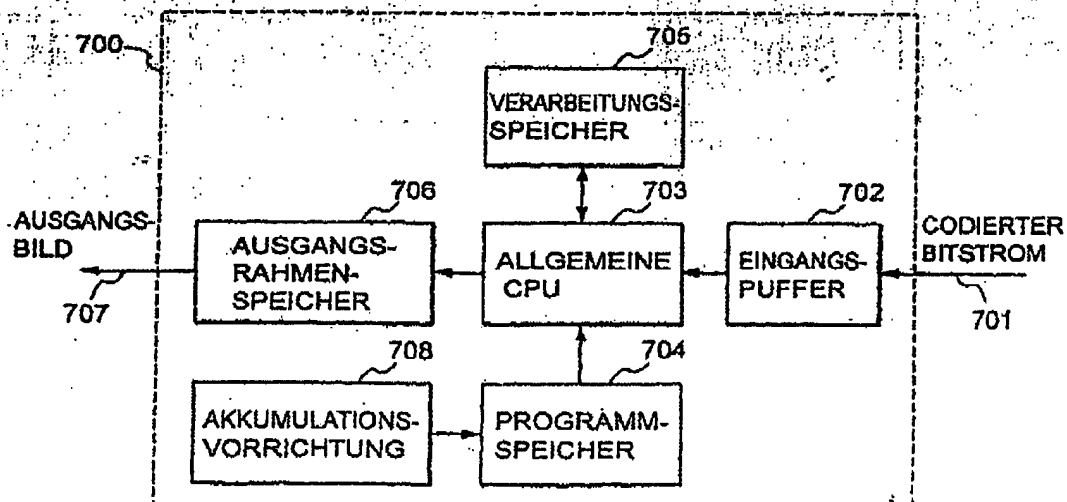 700
705
VERARBEITUNGS-
SPEICHER
706
703
702
AUSGANGS-
BILD
AUSGANGS-
RAHMEN-
SPEICHER
ALLGEMEINE
CPU
EINGANGS-
PUFFER
CODIERTER
BITSTROM
707
701
708
704
AKKUMULATIONS-
VORRICHTUNG
PROGRAMM-
SPEICHER